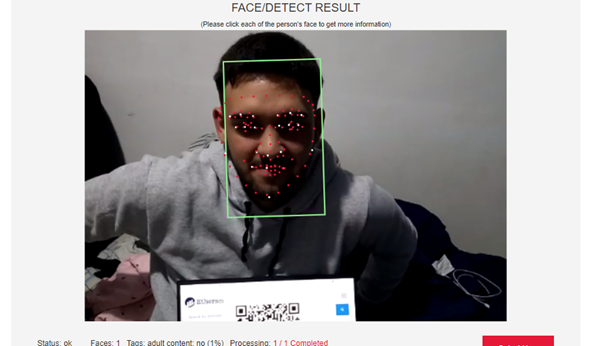 FACE/DETECT RESULT
(Please click each of the person's face to get more information)
Status: ok Faces: 1 Tags: adult content: no (1%) Processing: 1 / 1 Completed